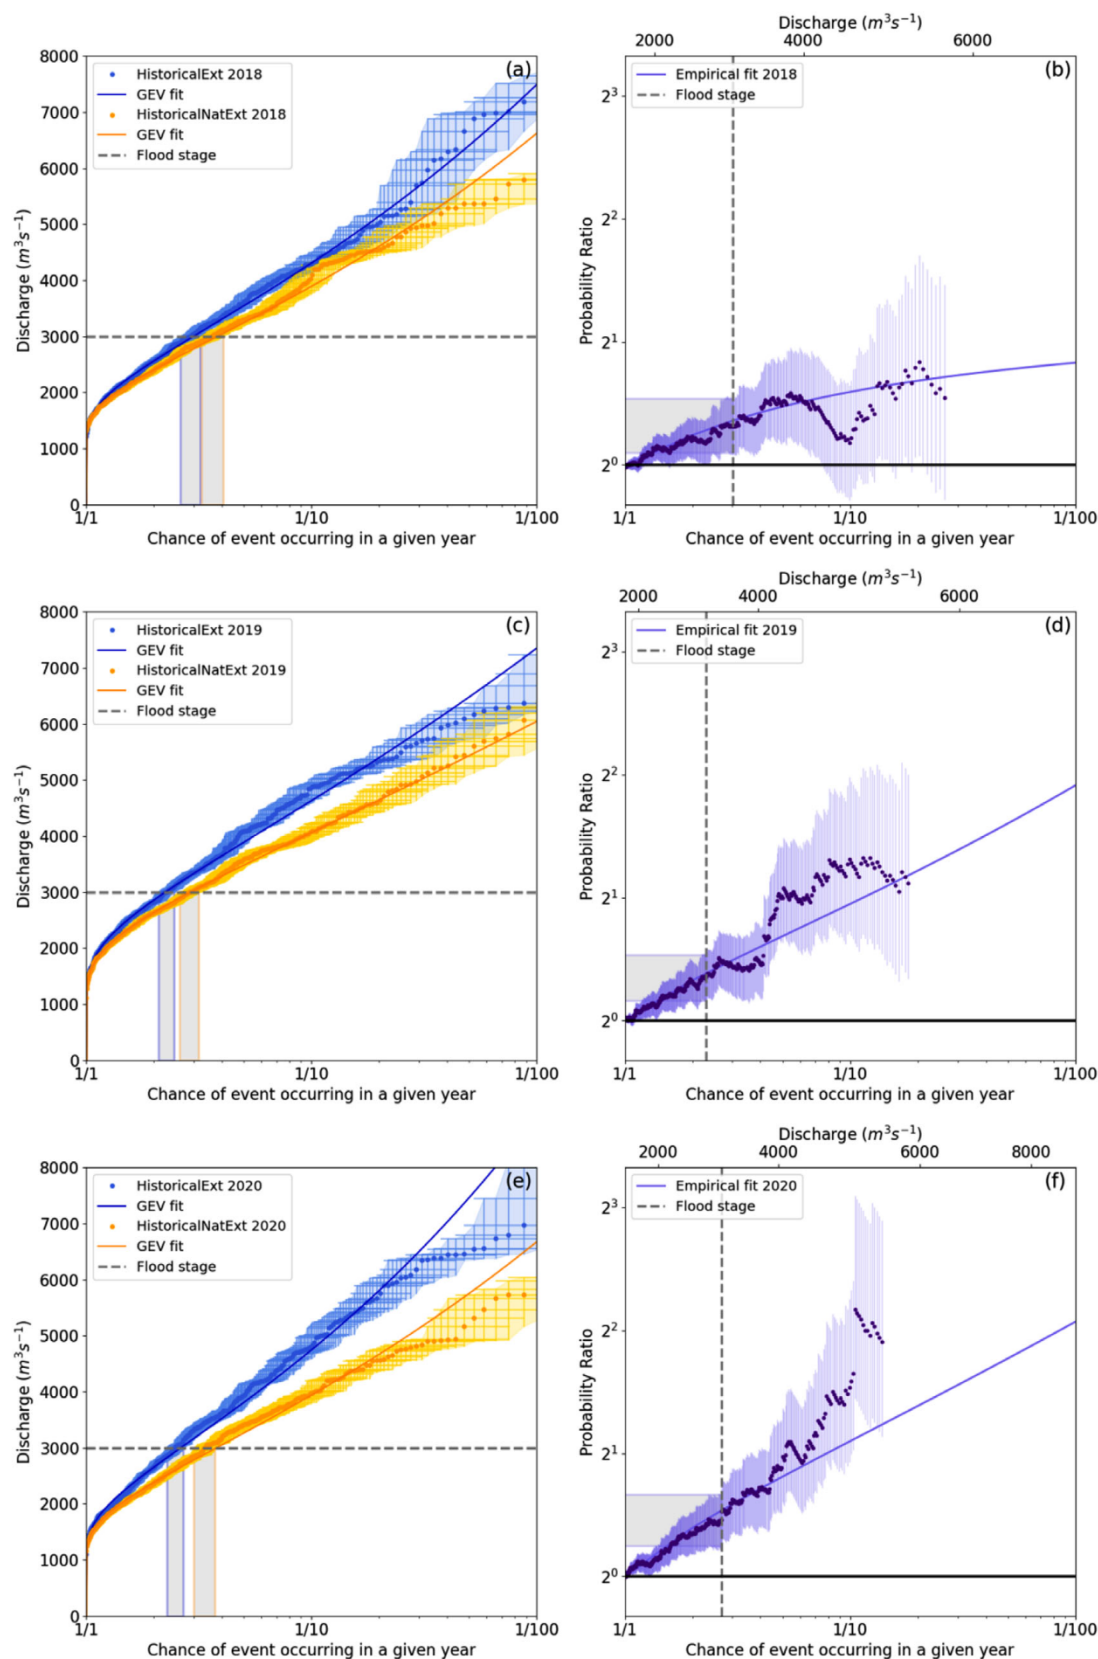 (a)
HistoricalExt 2018
GEV fit
HistoricalNatExt 2018
GEV fit
Flood stage
Discharge (m³s⁻¹)
8000
7000
6000
5000
4000
3000
2000
1000
0
1/1 1/10 1/100
Chance of event occurring in a given year
Discharge (m³s⁻¹)
2000 4000 6000
(b)
Empirical fit 2018
Flood stage
Probability Ratio
2³
2²
2¹
2⁰
1/1 1/10 1/100
Chance of event occurring in a given year
(c)
HistoricalExt 2019
GEV fit
HistoricalNatExt 2019
GEV fit
Flood stage
Discharge (m³s⁻¹)
8000
7000
6000
5000
4000
3000
2000
1000
0
1/1 1/10 1/100
Chance of event occurring in a given year
Discharge (m³s⁻¹)
2000 4000 6000
(d)
Empirical fit 2019
Flood stage
Probability Ratio
2³
2²
2¹
2⁰
1/1 1/10 1/100
Chance of event occurring in a given year
(e)
HistoricalExt 2020
GEV fit
HistoricalNatExt 2020
GEV fit
Flood stage
Discharge (m³s⁻¹)
8000
7000
6000
5000
4000
3000
2000
1000
0
1/1 1/10 1/100
Chance of event occurring in a given year
Discharge (m³s⁻¹)
2000 4000 6000 8000
(f)
Empirical fit 2020
Flood stage
Probability Ratio
2³
2²
2¹
2⁰
1/1 1/10 1/100
Chance of event occurring in a given year